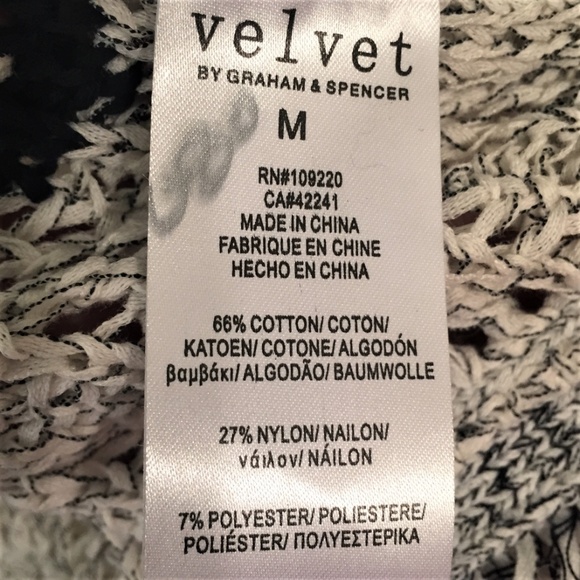 velvet
BY GRAHAM & SPENCER
M
RN#109220
CA#42241
MADE IN CHINA
FABRIQUE EN CHINE
HECHO EN CHINA
66% COTTON/ COTON/
KATOEN/ COTONE/ ALGODÓN
βαμβάκι/ ALGODÃO/ BAUMWOLLE
27% NYLON/ NAILON/
νάιλον/ NÁILON
7% POLYESTER/ POLIESTERE/
POLIÉSTER/ ΠΟΛΥΕΣΤΕΡΙΚΑ